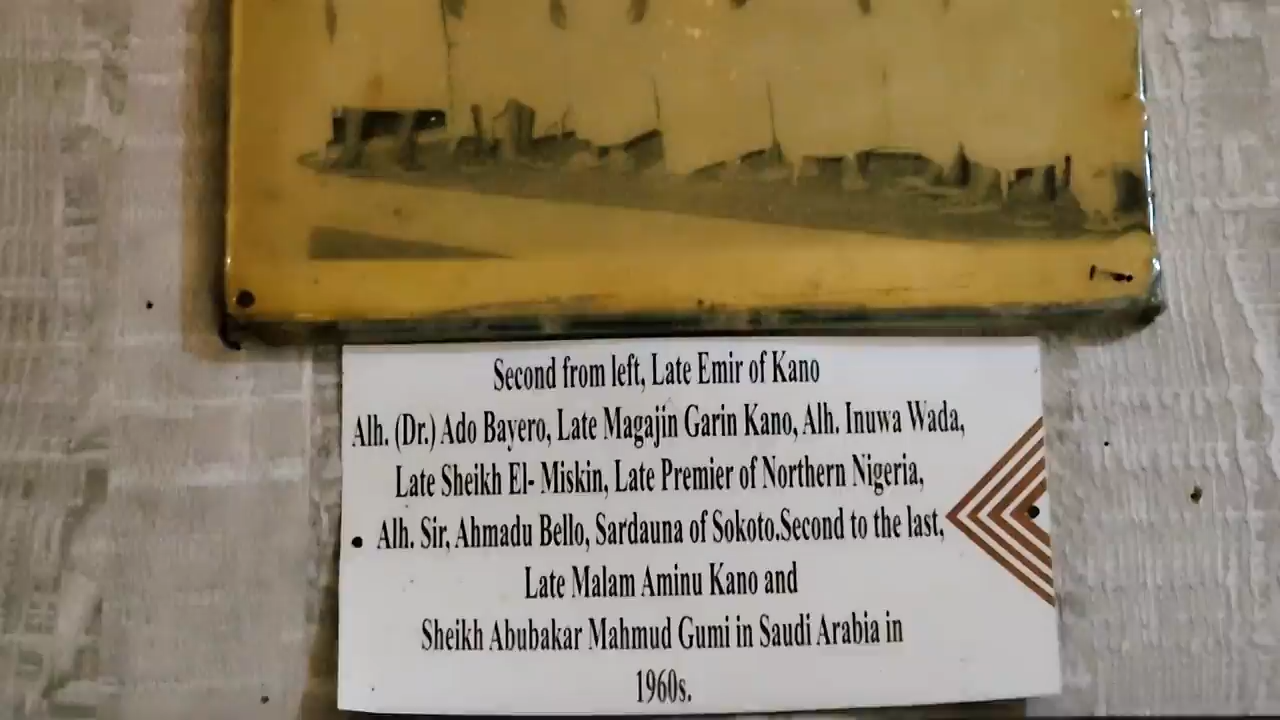 Second from left, Late Emir of Kano
Alh. (Dr.) Ado Bayero, Late Magajin Garin Kano, Alh. Inuwa Wada,
Late Sheikh El- Miskin, Late Premier of Northern Nigeria,
Alh. Sir, Ahmadu Bello, Sardauna of Sokoto.Second to the last,
Late Malam Aminu Kano and
Sheikh Abubakar Mahmud Gumi in Saudi Arabia in
1960s.